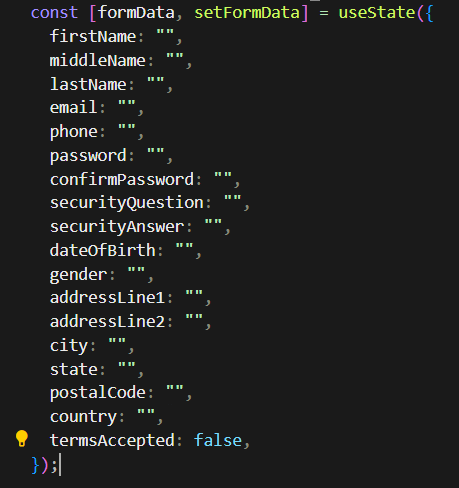 const [formData, setFormData] = useState({
firstName: "",
middleName: "",
lastName: "",
email: "",
phone: "",
password: "",
confirmPassword: "",
securityQuestion: "",
securityAnswer: "",
dateOfBirth: "",
gender: "",
addressLine1: "",
addressLine2: "",
city: "",
state: "",
postalCode: "",
country: "",
termsAccepted: false,
});